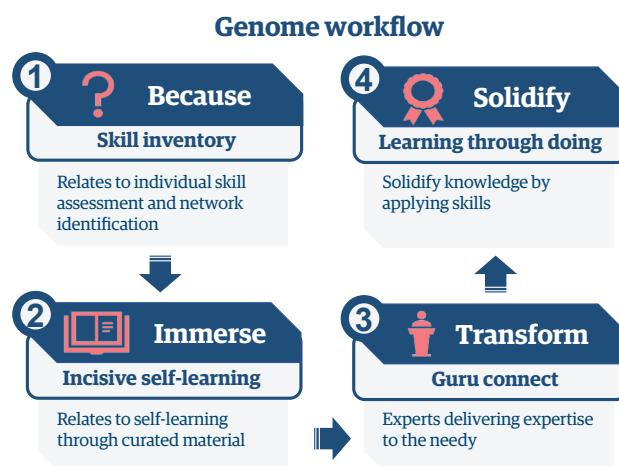 Genome workflow
1
Because
Skill inventory
Relates to individual skill
assessment and network
identification
2
Immerse
Incisive self-learning
Relates to self-learning
through curated material
3
Transform
Guru connect
Experts delivering expertise
to the needy
4
Solidify
Learning through doing
Solidify knowledge by
applying skills